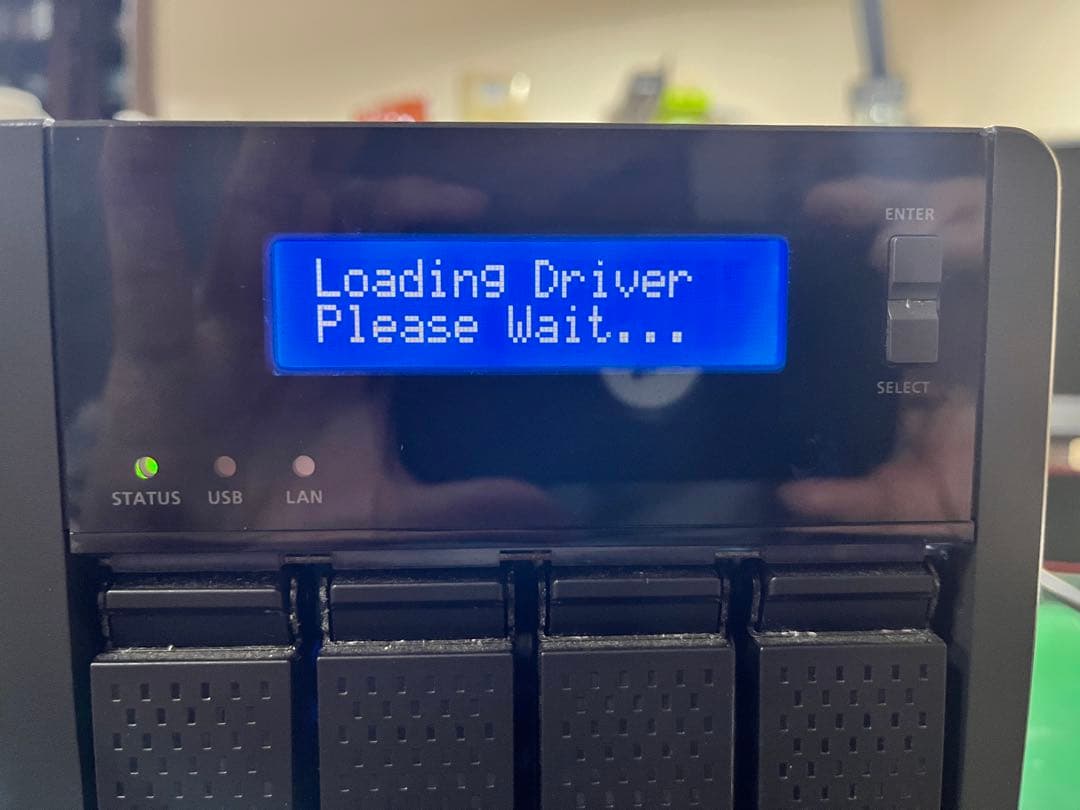 ENTER
Loading Driver
Please Wait...
SELECT
STATUS USB LAN